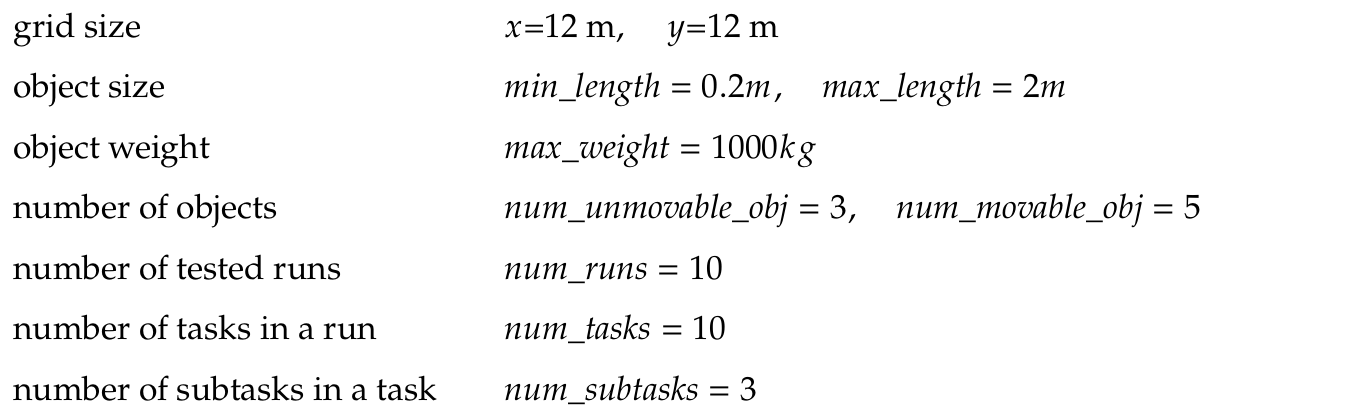 grid size x=12 m, y=12 m
object size min_length = 0.2m, max_length = 2m
object weight max_weight = 1000kg
number of objects num_unmovable_obj = 3, num_movable_obj = 5
number of tested runs num_runs = 10
number of tasks in a run num_tasks = 10
number of subtasks in a task num_subtasks = 3